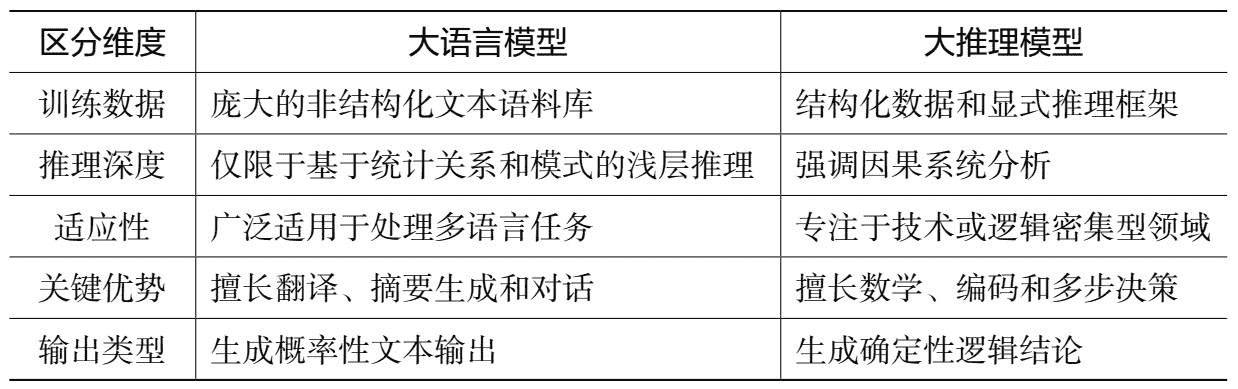 区分维度 大语言模型 大推理模型
训练数据 庞大的非结构化文本语料库 结构化数据和显式推理框架
推理深度 仅限于基于统计关系和模式的浅层推理 强调因果系统分析
适应性 广泛适用于处理多语言任务 专注于技术或逻辑密集型领域
关键优势 擅长翻译、摘要生成和对话 擅长数学、编码和多步决策
输出类型 生成概率性文本输出 生成确定性逻辑结论